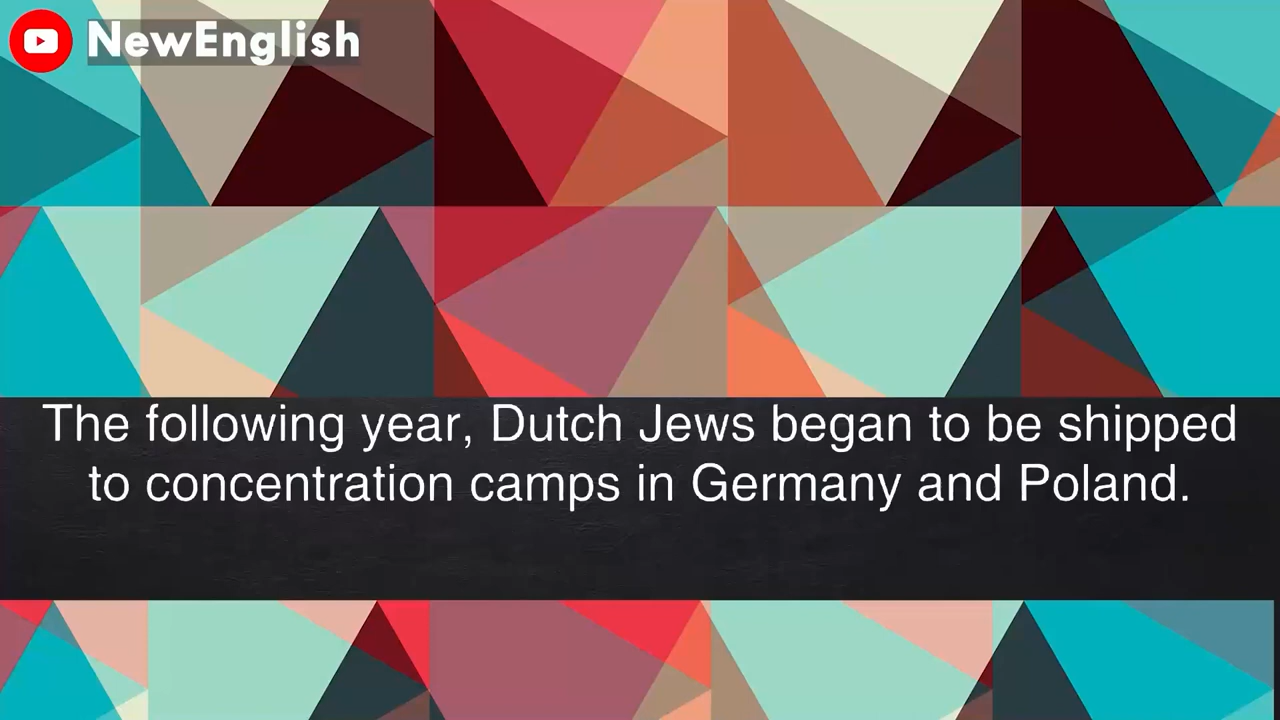 NewEnglish
The following year, Dutch Jews began to be shipped
to concentration camps in Germany and Poland.